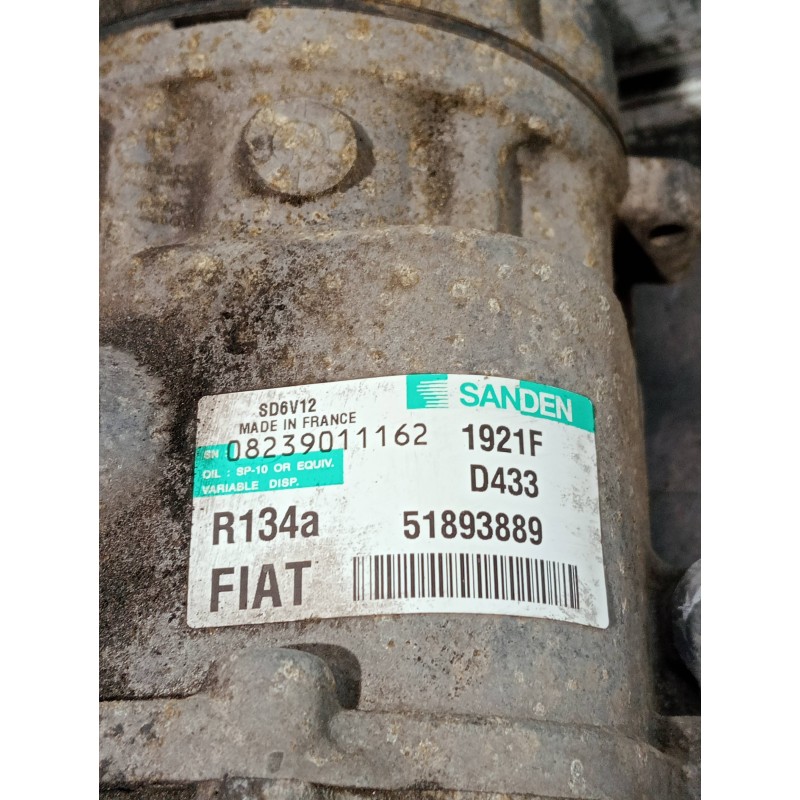 SD6V12
MADE IN FRANCE
SANDEN
SN 08239011162
1921F
OIL : SP-10 OR EQUIV.
VARIABLE DISP.
D433
R134a
51893889
FIAT